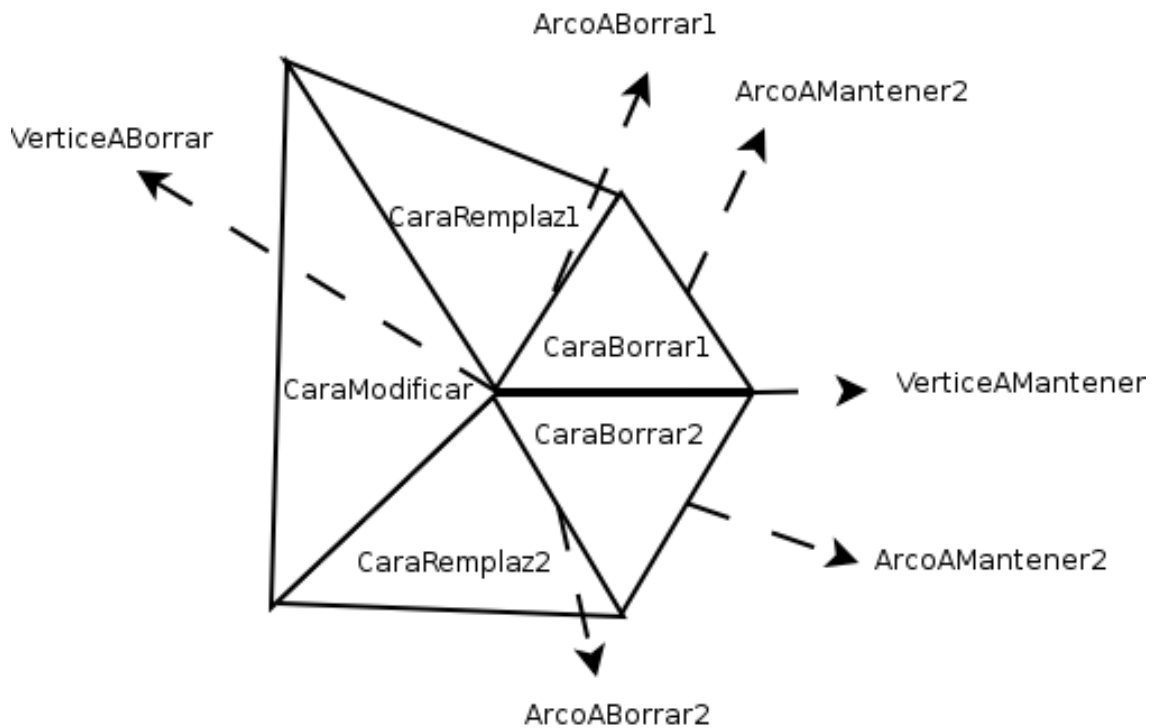 ArcoABorrar1
ArcoAMantener2
VerticeABorrar
CaraRemplaz1
CaraBorrar1
VerticeAMantener
CaraModificar
CaraBorrar2
CaraRemplaz2
ArcoAMantener2
ArcoABorrar2